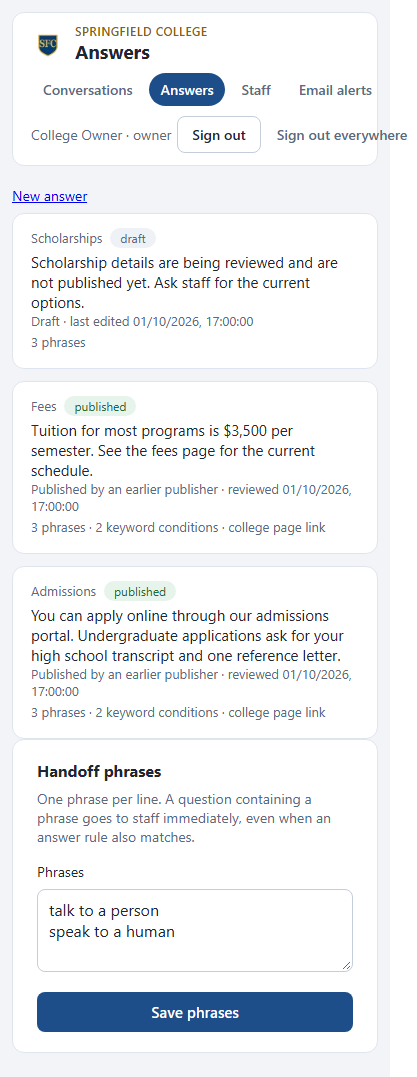 SFC
SPRINGFIELD COLLEGE
Answers
Conversations Answers Staff Email alerts
College Owner · owner Sign out Sign out everywhere
New answer
Scholarships draft
Scholarship details are being reviewed and are
not published yet. Ask staff for the current
options.
Draft · last edited 01/10/2026, 17:00:00
3 phrases
Fees published
Tuition for most programs is $3,500 per
semester. See the fees page for the current
schedule.
Published by an earlier publisher · reviewed 01/10/2026,
17:00:00
3 phrases · 2 keyword conditions · college page link
Admissions published
You can apply online through our admissions
portal. Undergraduate applications ask for your
high school transcript and one reference letter.
Published by an earlier publisher · reviewed 01/10/2026,
17:00:00
3 phrases · 2 keyword conditions · college page link
Handoff phrases
One phrase per line. A question containing a
phrase goes to staff immediately, even when an
answer rule also matches.
Phrases
talk to a person
speak to a human
Save phrases